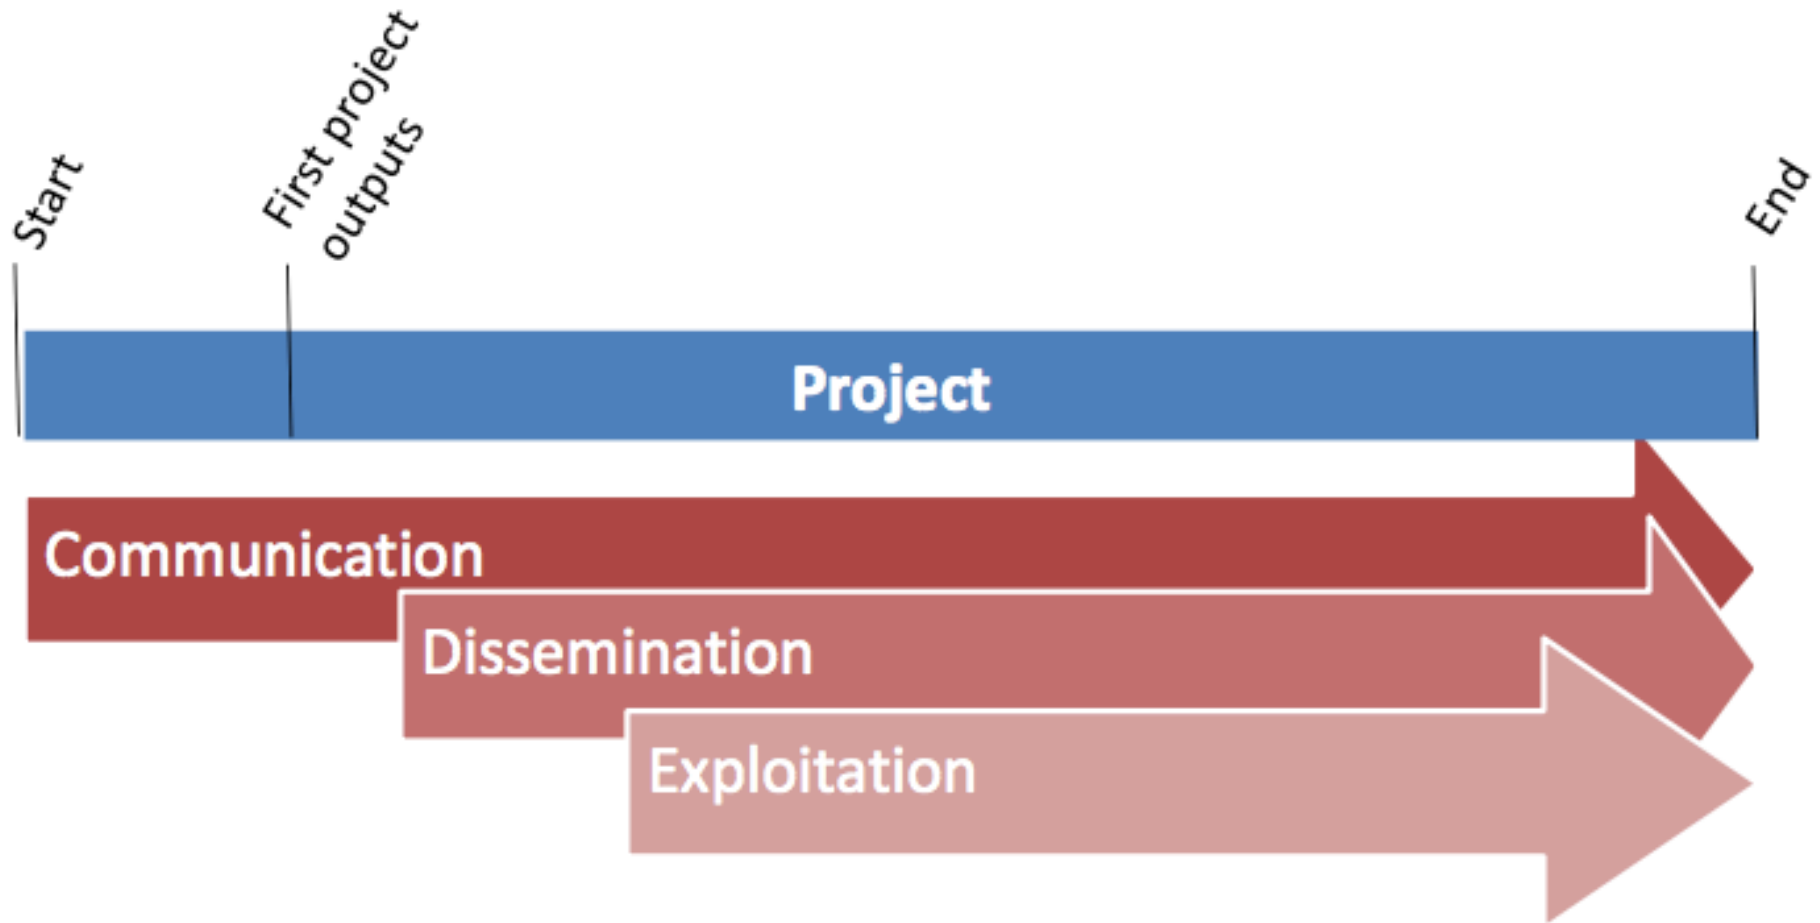 Start
First project
outputs
End
Project
Communication
Dissemination
Exploitation